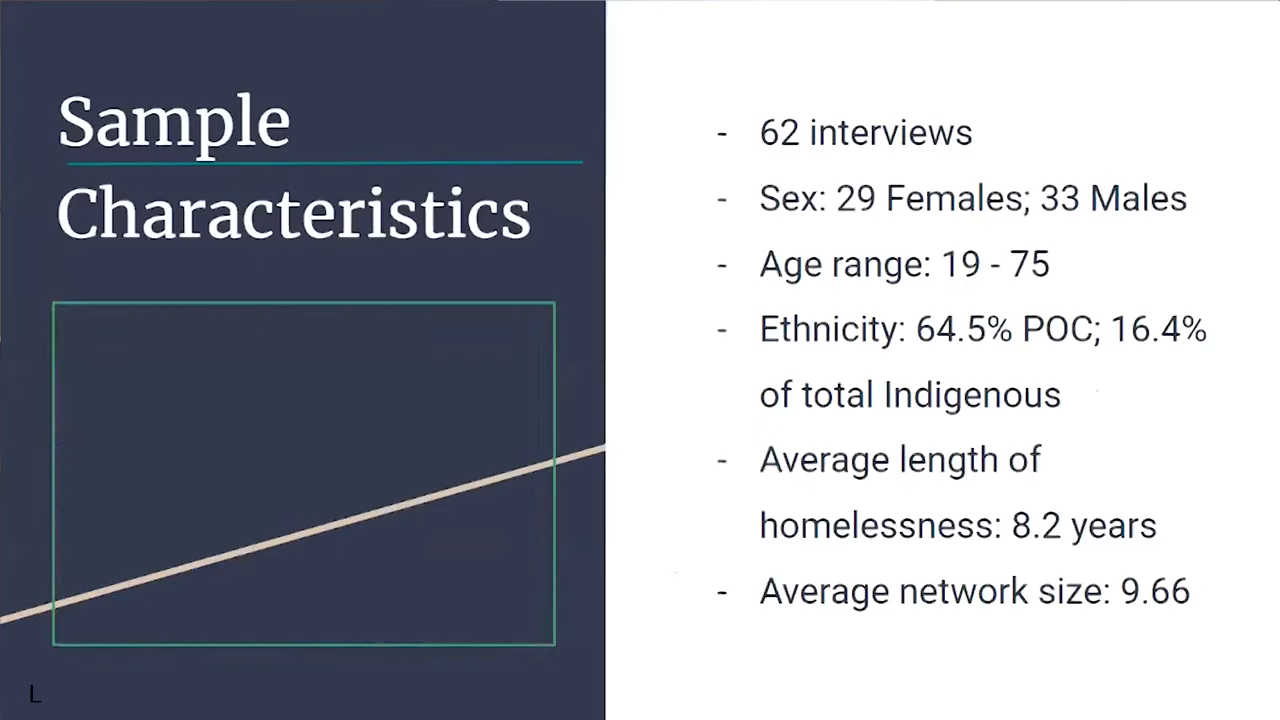 Sample
Characteristics
- 62 interviews
- Sex: 29 Females; 33 Males
- Age range: 19 - 75
- Ethnicity: 64.5% POC; 16.4%
of total Indigenous
- Average length of
homelessness: 8.2 years
- Average network size: 9.66
L